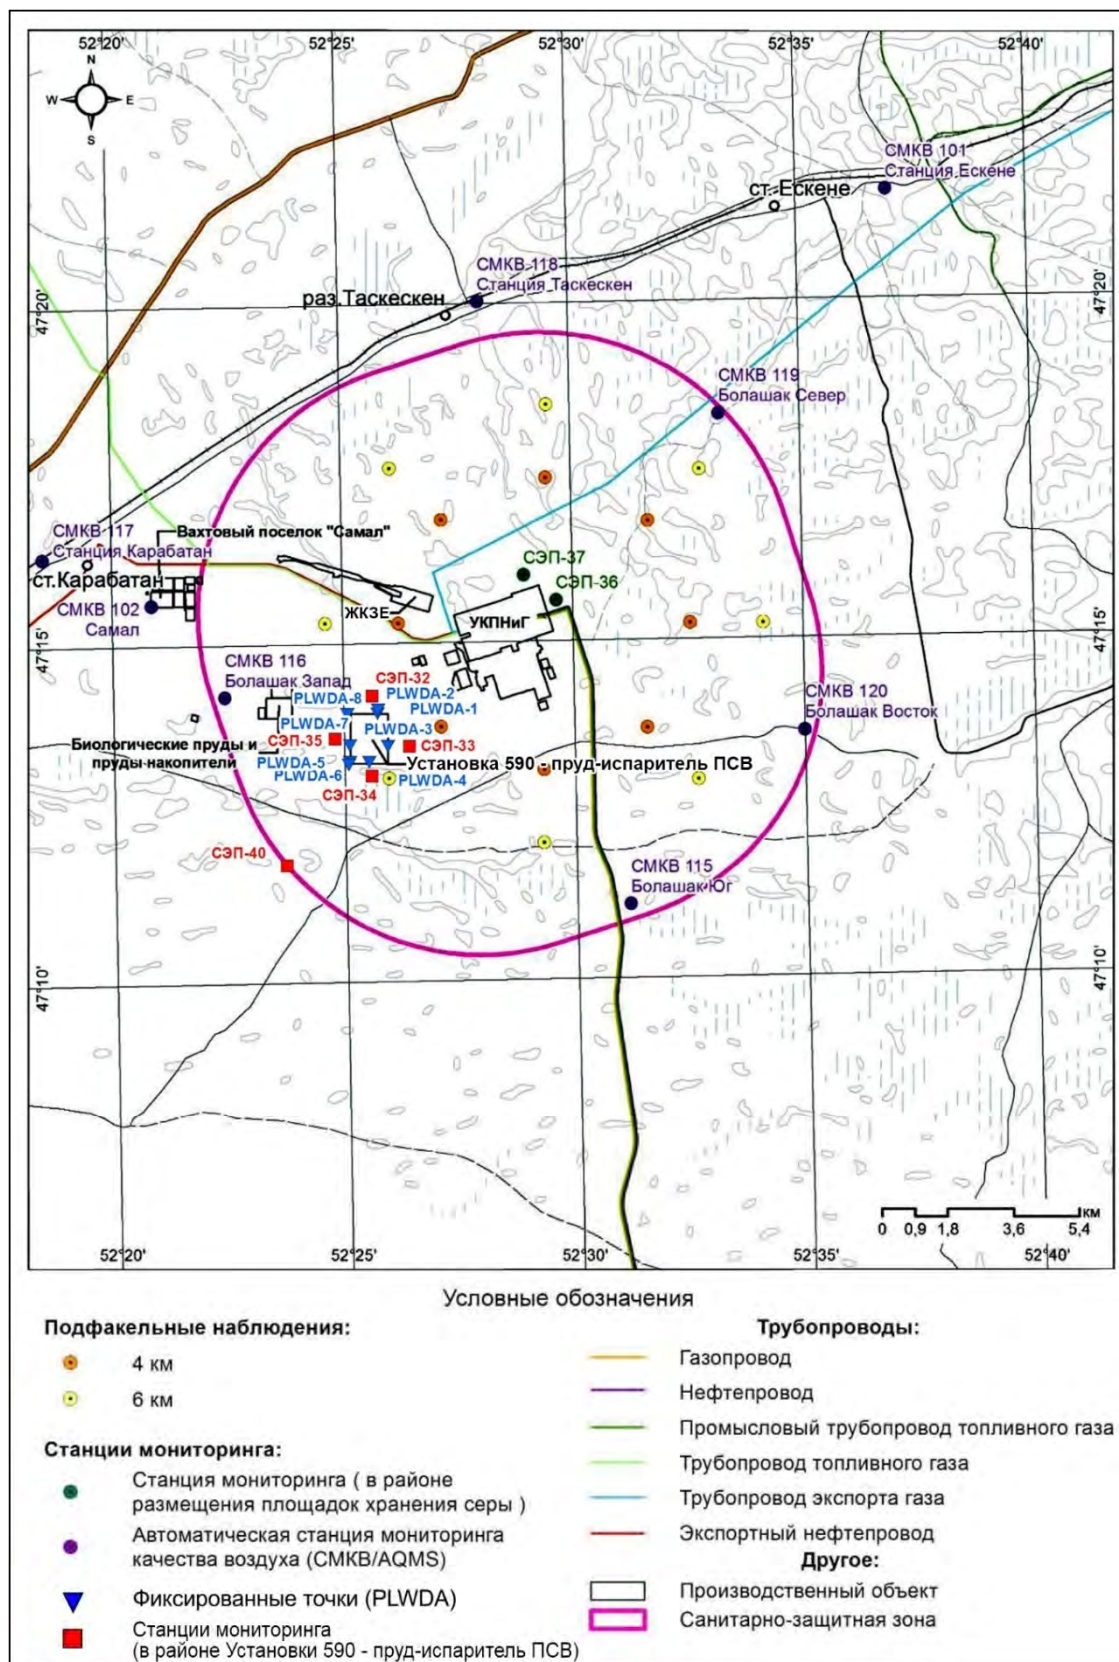 52°20'
52°25'
52°30'
52°35'
52°40'
N
W
E
S
СМКВ 101
Станция Ескене
ст. Ескене
СМКВ 118
Станция Таскескен
раз.Таскескен
47°20'
47°20'
СМКВ 119
Болашак Север
Вахтовый поселок "Самал"
СМКВ 117
Станция Карабатан
ст.Карабатан
СМКВ 102
Самал
СЭП-37
СЭП-36
ЖКЗЕ
УКПНиГ
47°15'
47°15'
СМКВ 116
Болашак Запад
СЭП-32
PLWDA-8
PLWDA-2
PLWDA-1
СМКВ 120
Болашак Восток
PLWDA-7
PLWDA-3
СЭП-35
СЭП-33
Биологические пруды и
пруды-накопители
PLWDA-5
Установка 590 - пруд-испаритель ПСВ
PLWDA-6
PLWDA-4
СЭП-34
СЭП-40
СМКВ 115
Болашак Юг
47°10'
47°10'
км
0 0,9 1,8 3,6 5,4
52°20'
52°25'
52°30'
52°35'
52°40'
Условные обозначения
Подфакельные наблюдения:
4 км
6 км
Станции мониторинга:
Станция мониторинга ( в районе
размещения площадок хранения серы )
Автоматическая станция мониторинга
качества воздуха (СМКВ/AQMS)
Фиксированные точки (PLWDA)
Станции мониторинга
(в районе Установки 590 - пруд-испаритель ПСВ)
Трубопроводы:
Газопровод
Нефтепровод
Промысловый трубопровод топливного газа
Трубопровод топливного газа
Трубопровод экспорта газа
Экспортный нефтепровод
Другое:
Производственный объект
Санитарно-защитная зона